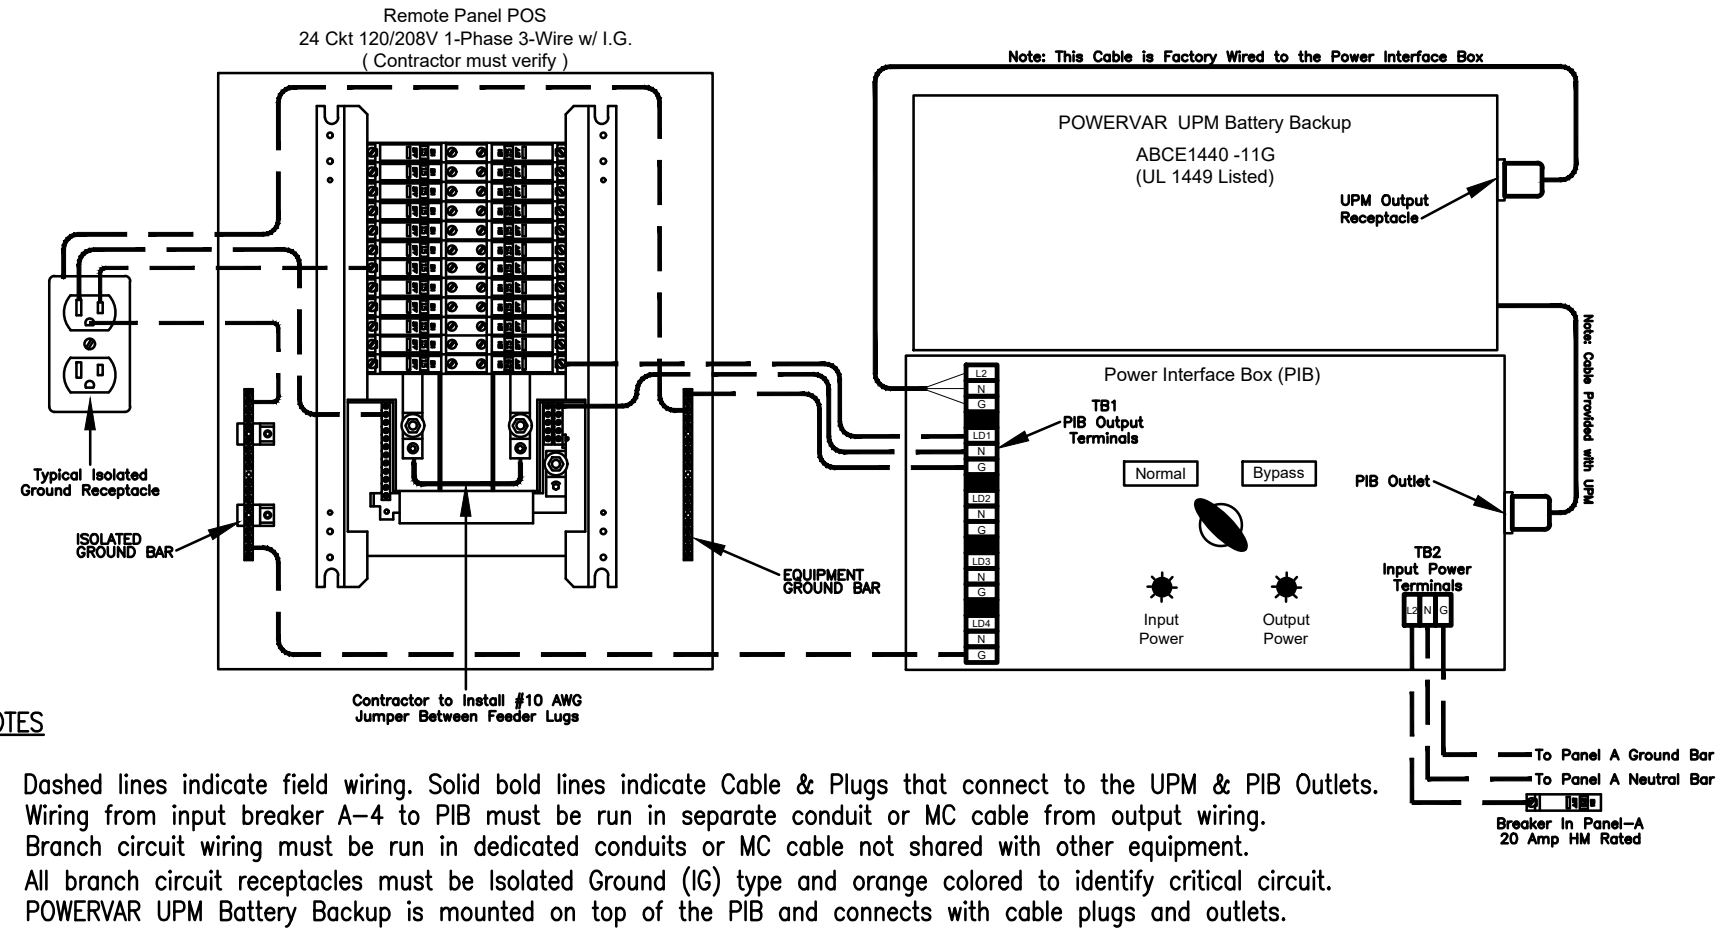 Remote Panel POS
24 Ckt 120/208V 1-Phase 3-Wire w/ I.G.
( Contractor must verify )
Note: This Cable is Factory Wired to the Power Interface Box
POWERVAR UPM Battery Backup
ABCE1440 -11G
(UL 1449 Listed)
UPM Output
Receptacle
Note: Cable Provided with UPM
Power Interface Box (PIB)
L2
N
G
LD1
N
G
LD2
N
G
LD3
N
G
LD4
N
G
TB1
PIB Output
Terminals
Normal
Bypass
PIB Outlet
Input
Power
Output
Power
TB2
Input Power
Terminals
L2 N G
Typical Isolated
Ground Receptacle
ISOLATED
GROUND BAR
EQUIPMENT
GROUND BAR
Contractor to Install #10 AWG
Jumper Between Feeder Lugs
To Panel A Ground Bar
To Panel A Neutral Bar
Breaker In Panel-A
20 Amp HM Rated
OTES
Dashed lines indicate field wiring. Solid bold lines indicate Cable & Plugs that connect to the UPM & PIB Outlets.
Wiring from input breaker A-4 to PIB must be run in separate conduit or MC cable from output wiring.
Branch circuit wiring must be run in dedicated conduits or MC cable not shared with other equipment.
All branch circuit receptacles must be Isolated Ground (IG) type and orange colored to identify critical circuit.
POWERVAR UPM Battery Backup is mounted on top of the PIB and connects with cable plugs and outlets.